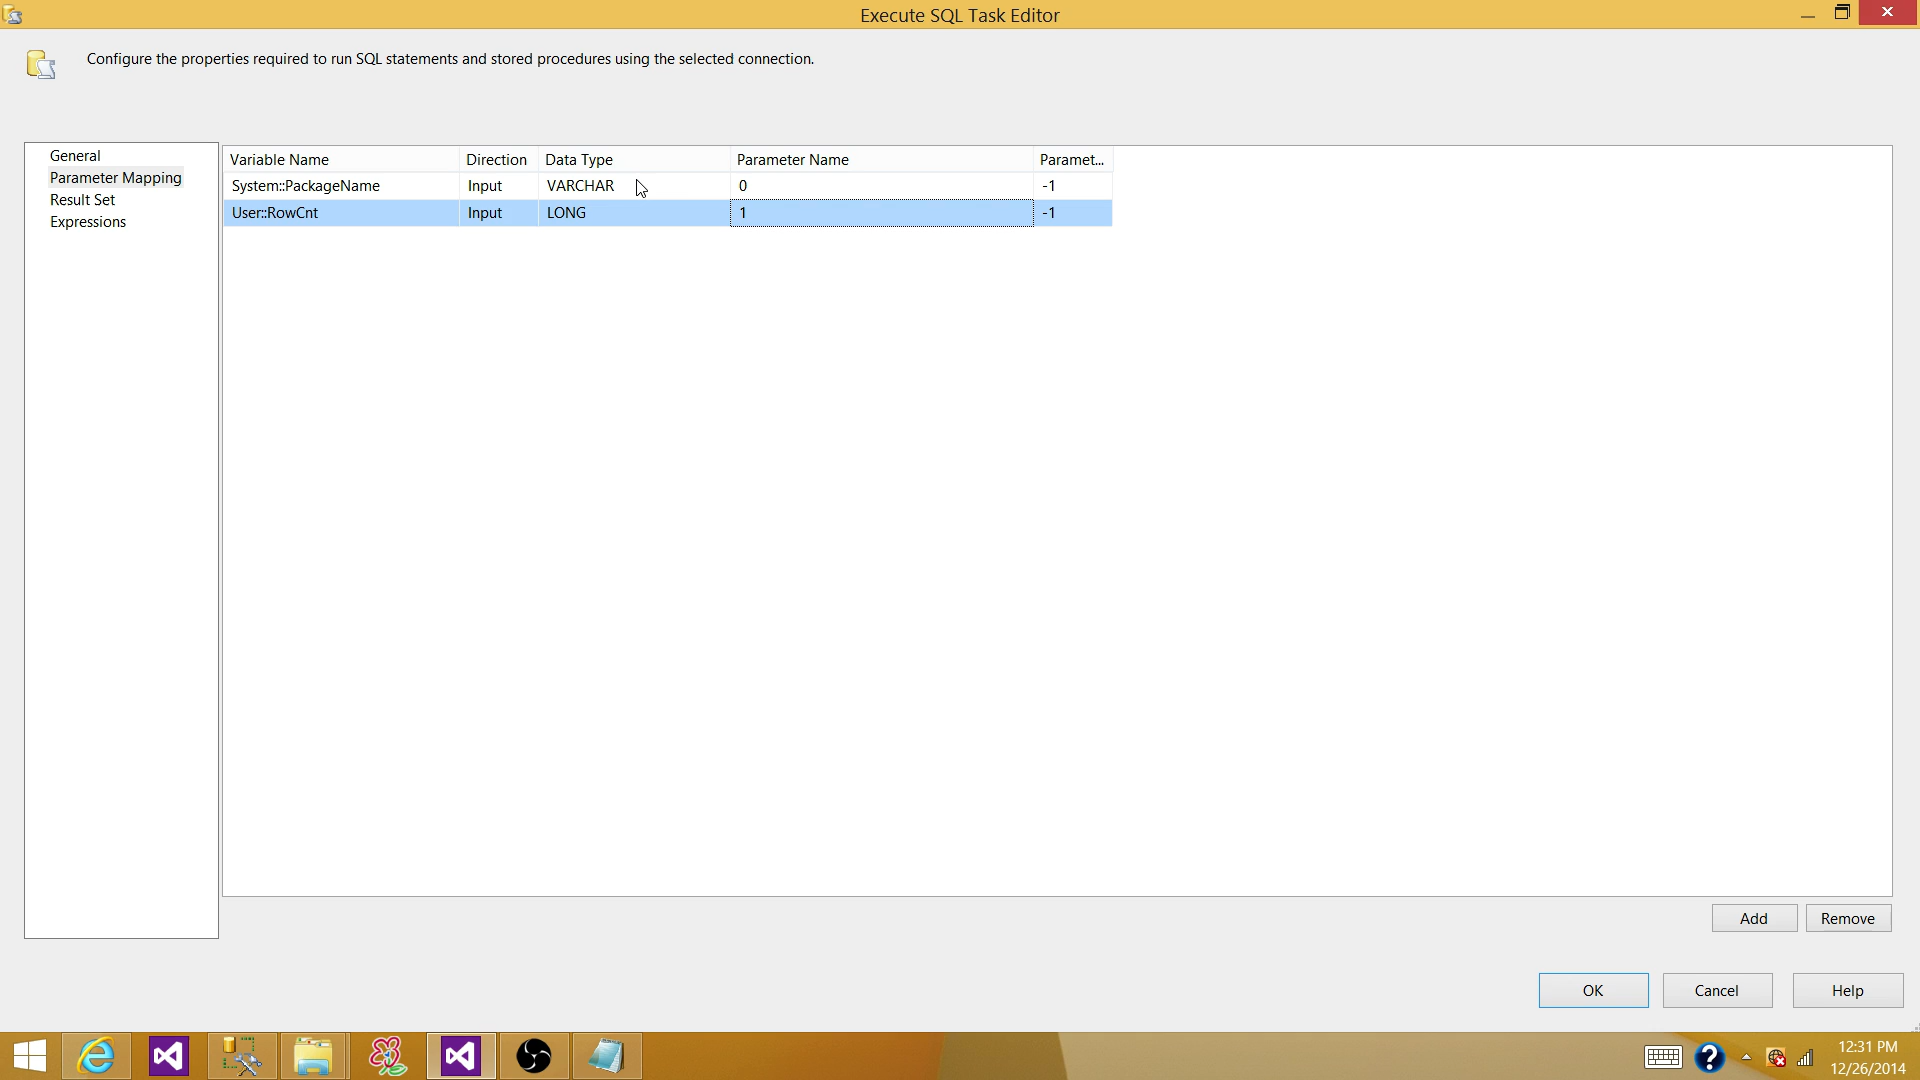 Execute SQL Task Editor
Configure the properties required to run SQL statements and stored procedures using the selected connection.
General
Parameter Mapping
Result Set
Expressions
Variable Name Direction Data Type Parameter Name Paramet...
System::PackageName Input VARCHAR 0 -1
User::RowCnt Input LONG 1 -1
Add Remove
OK Cancel Help
12:31 PM
12/26/2014